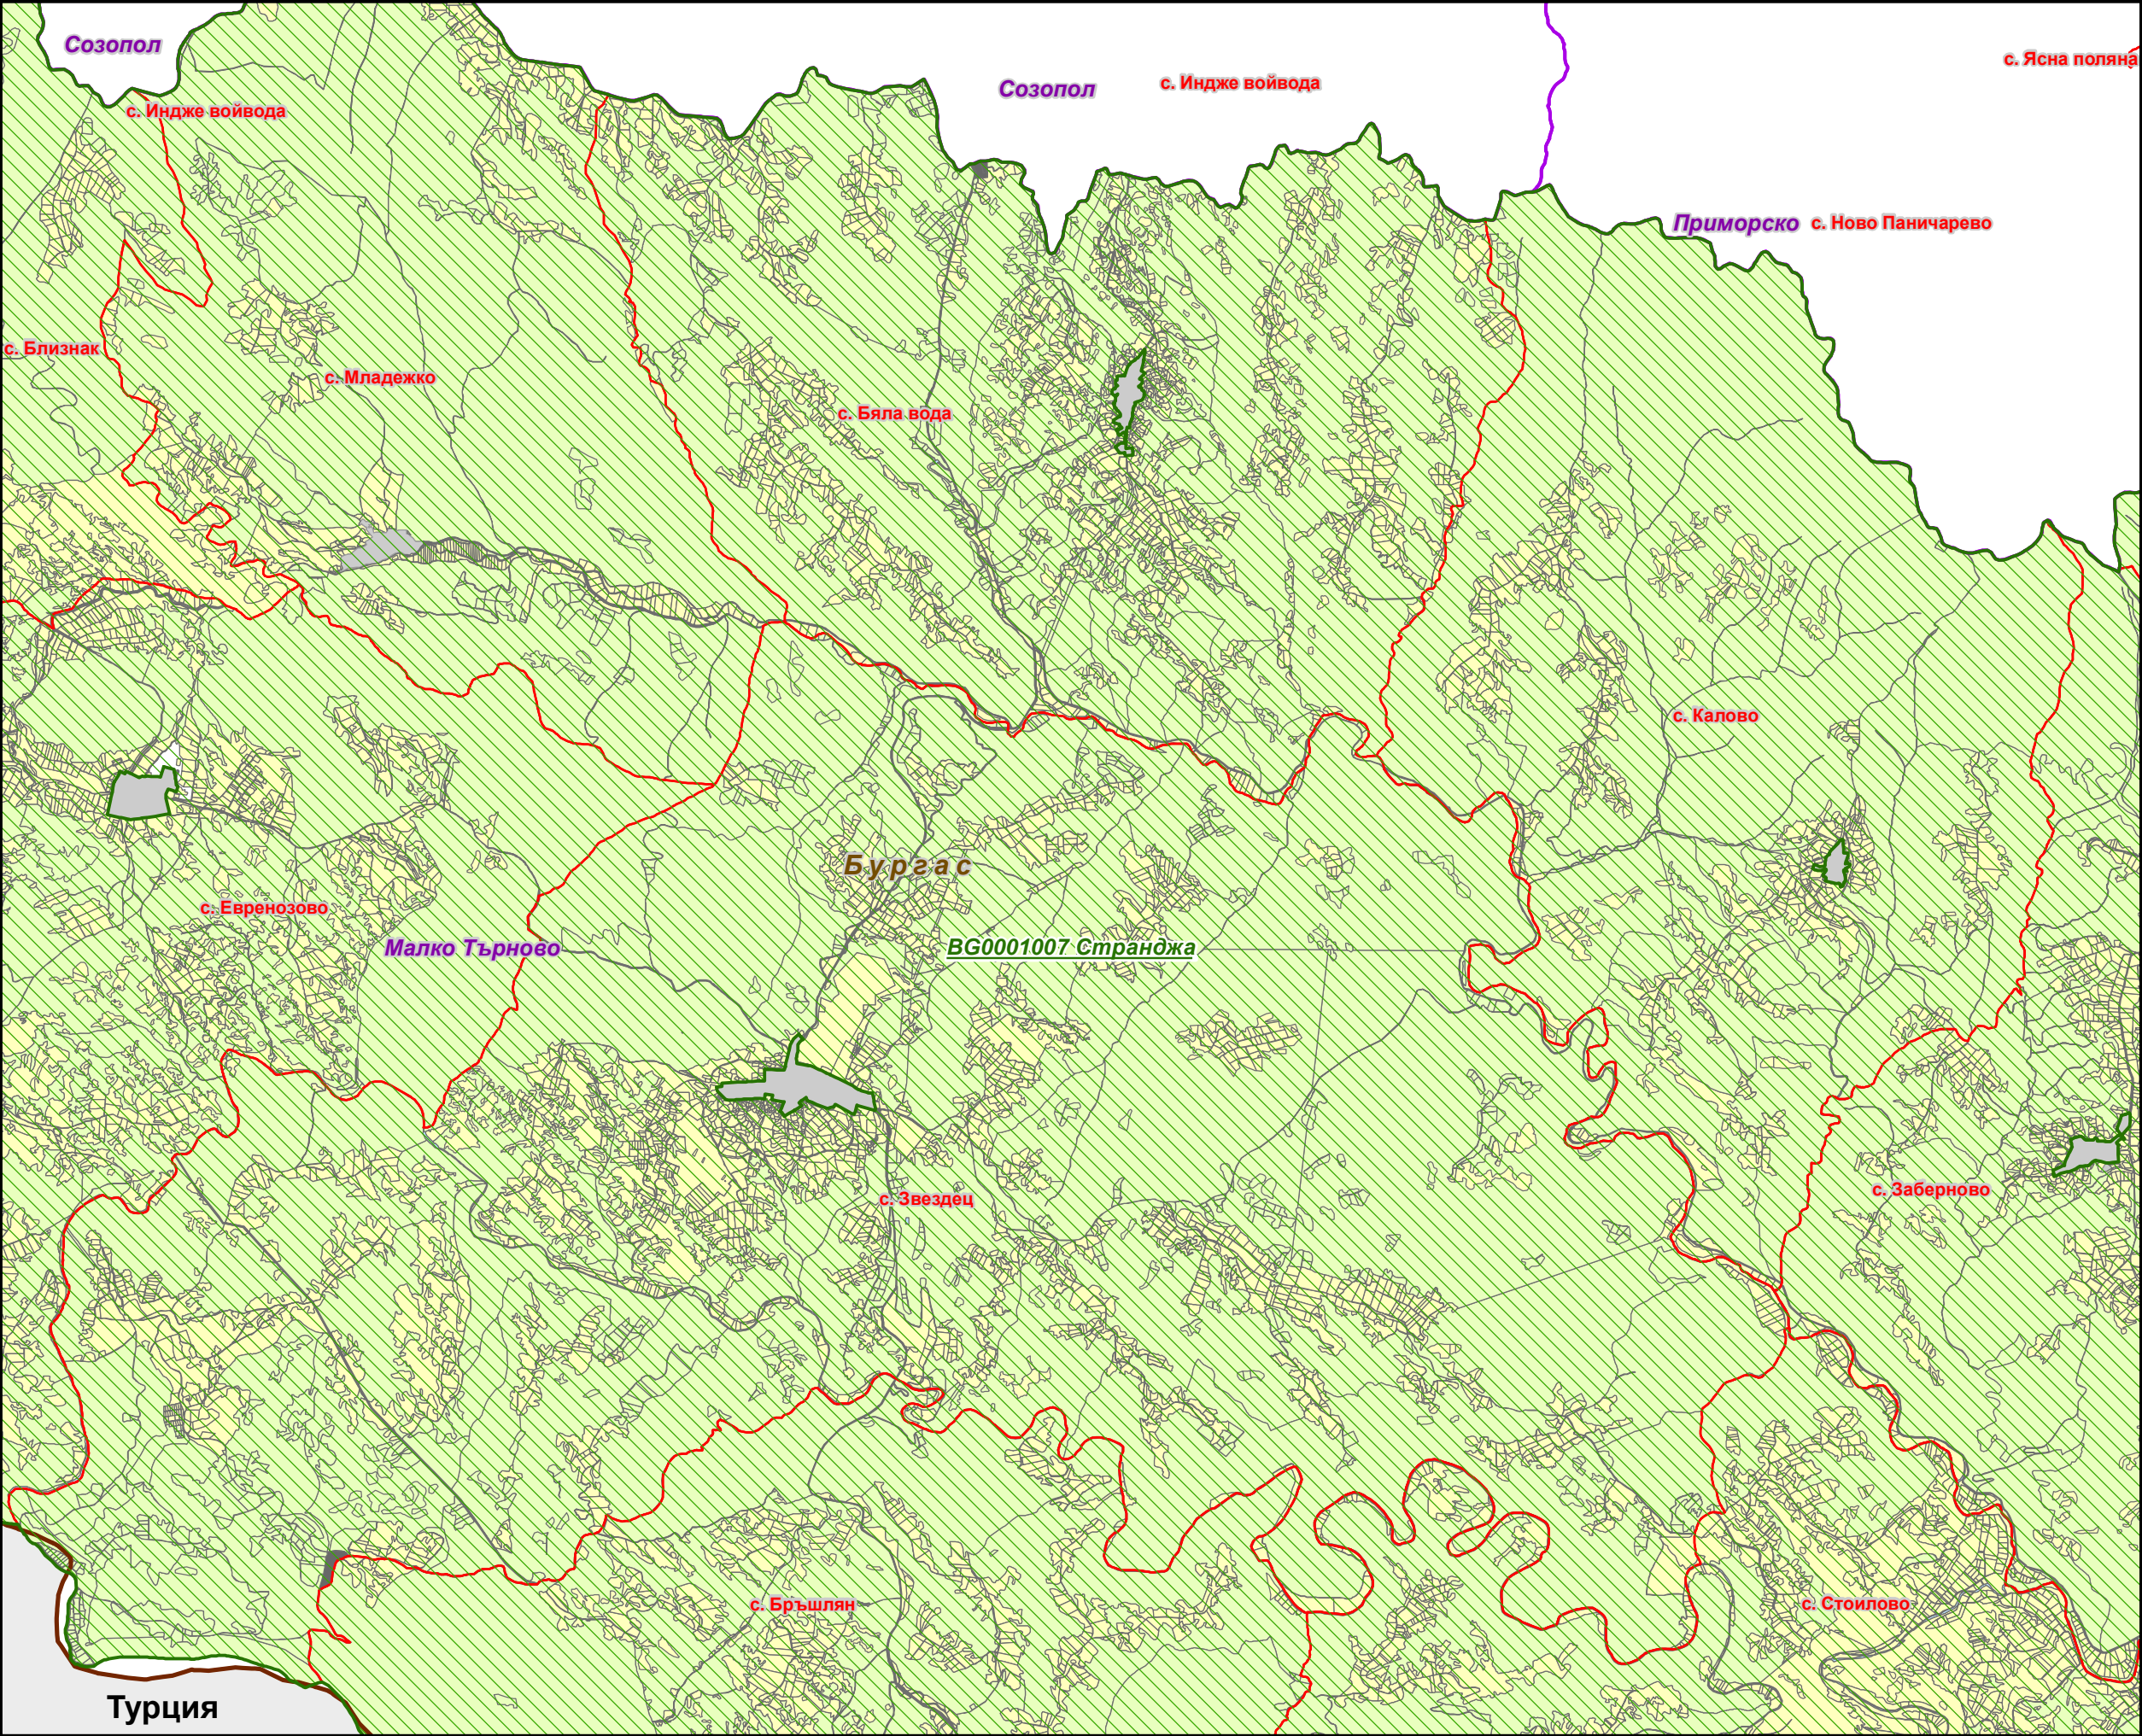 Созопол
с. Ясна поляна
с. Индже войвода
Созопол
с. Индже войвода
Приморско
с. Ново Паничарево
с. Близнак
с. Младежко
с. Бяла вода
с. Калово
Бургас
с. Евренозово
Малко Търново
BG0001007 Странджа
с. Звездец
с. Заберново
с. Бръшлян
с. Стоилово
Турция